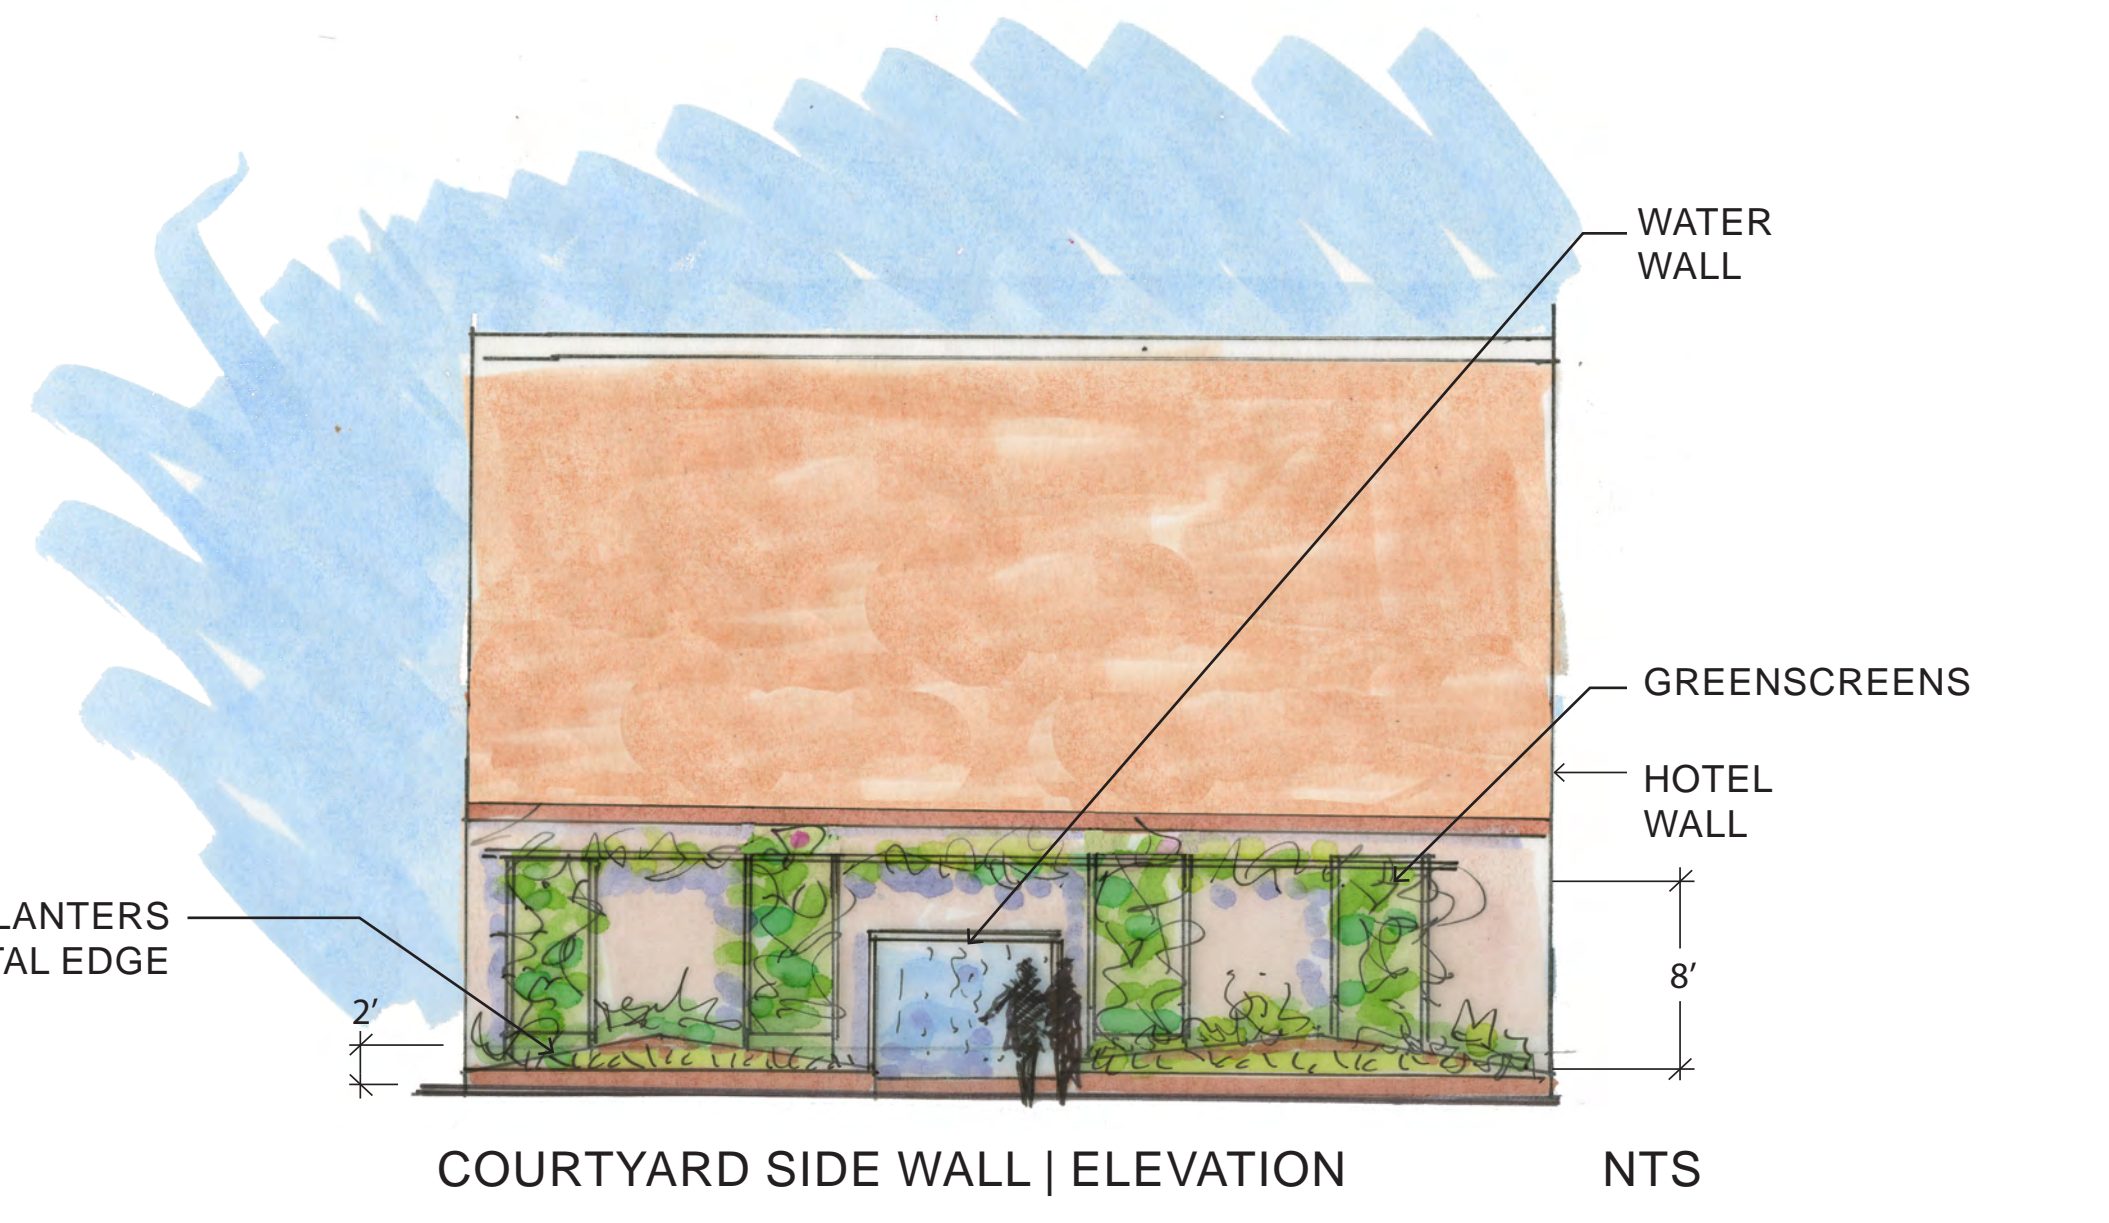 WATER
WALL
GREENSCREENS
HOTEL
WALL
LANTERS
TAL EDGE
2'
8'
COURTYARD SIDE WALL | ELEVATION
NTS